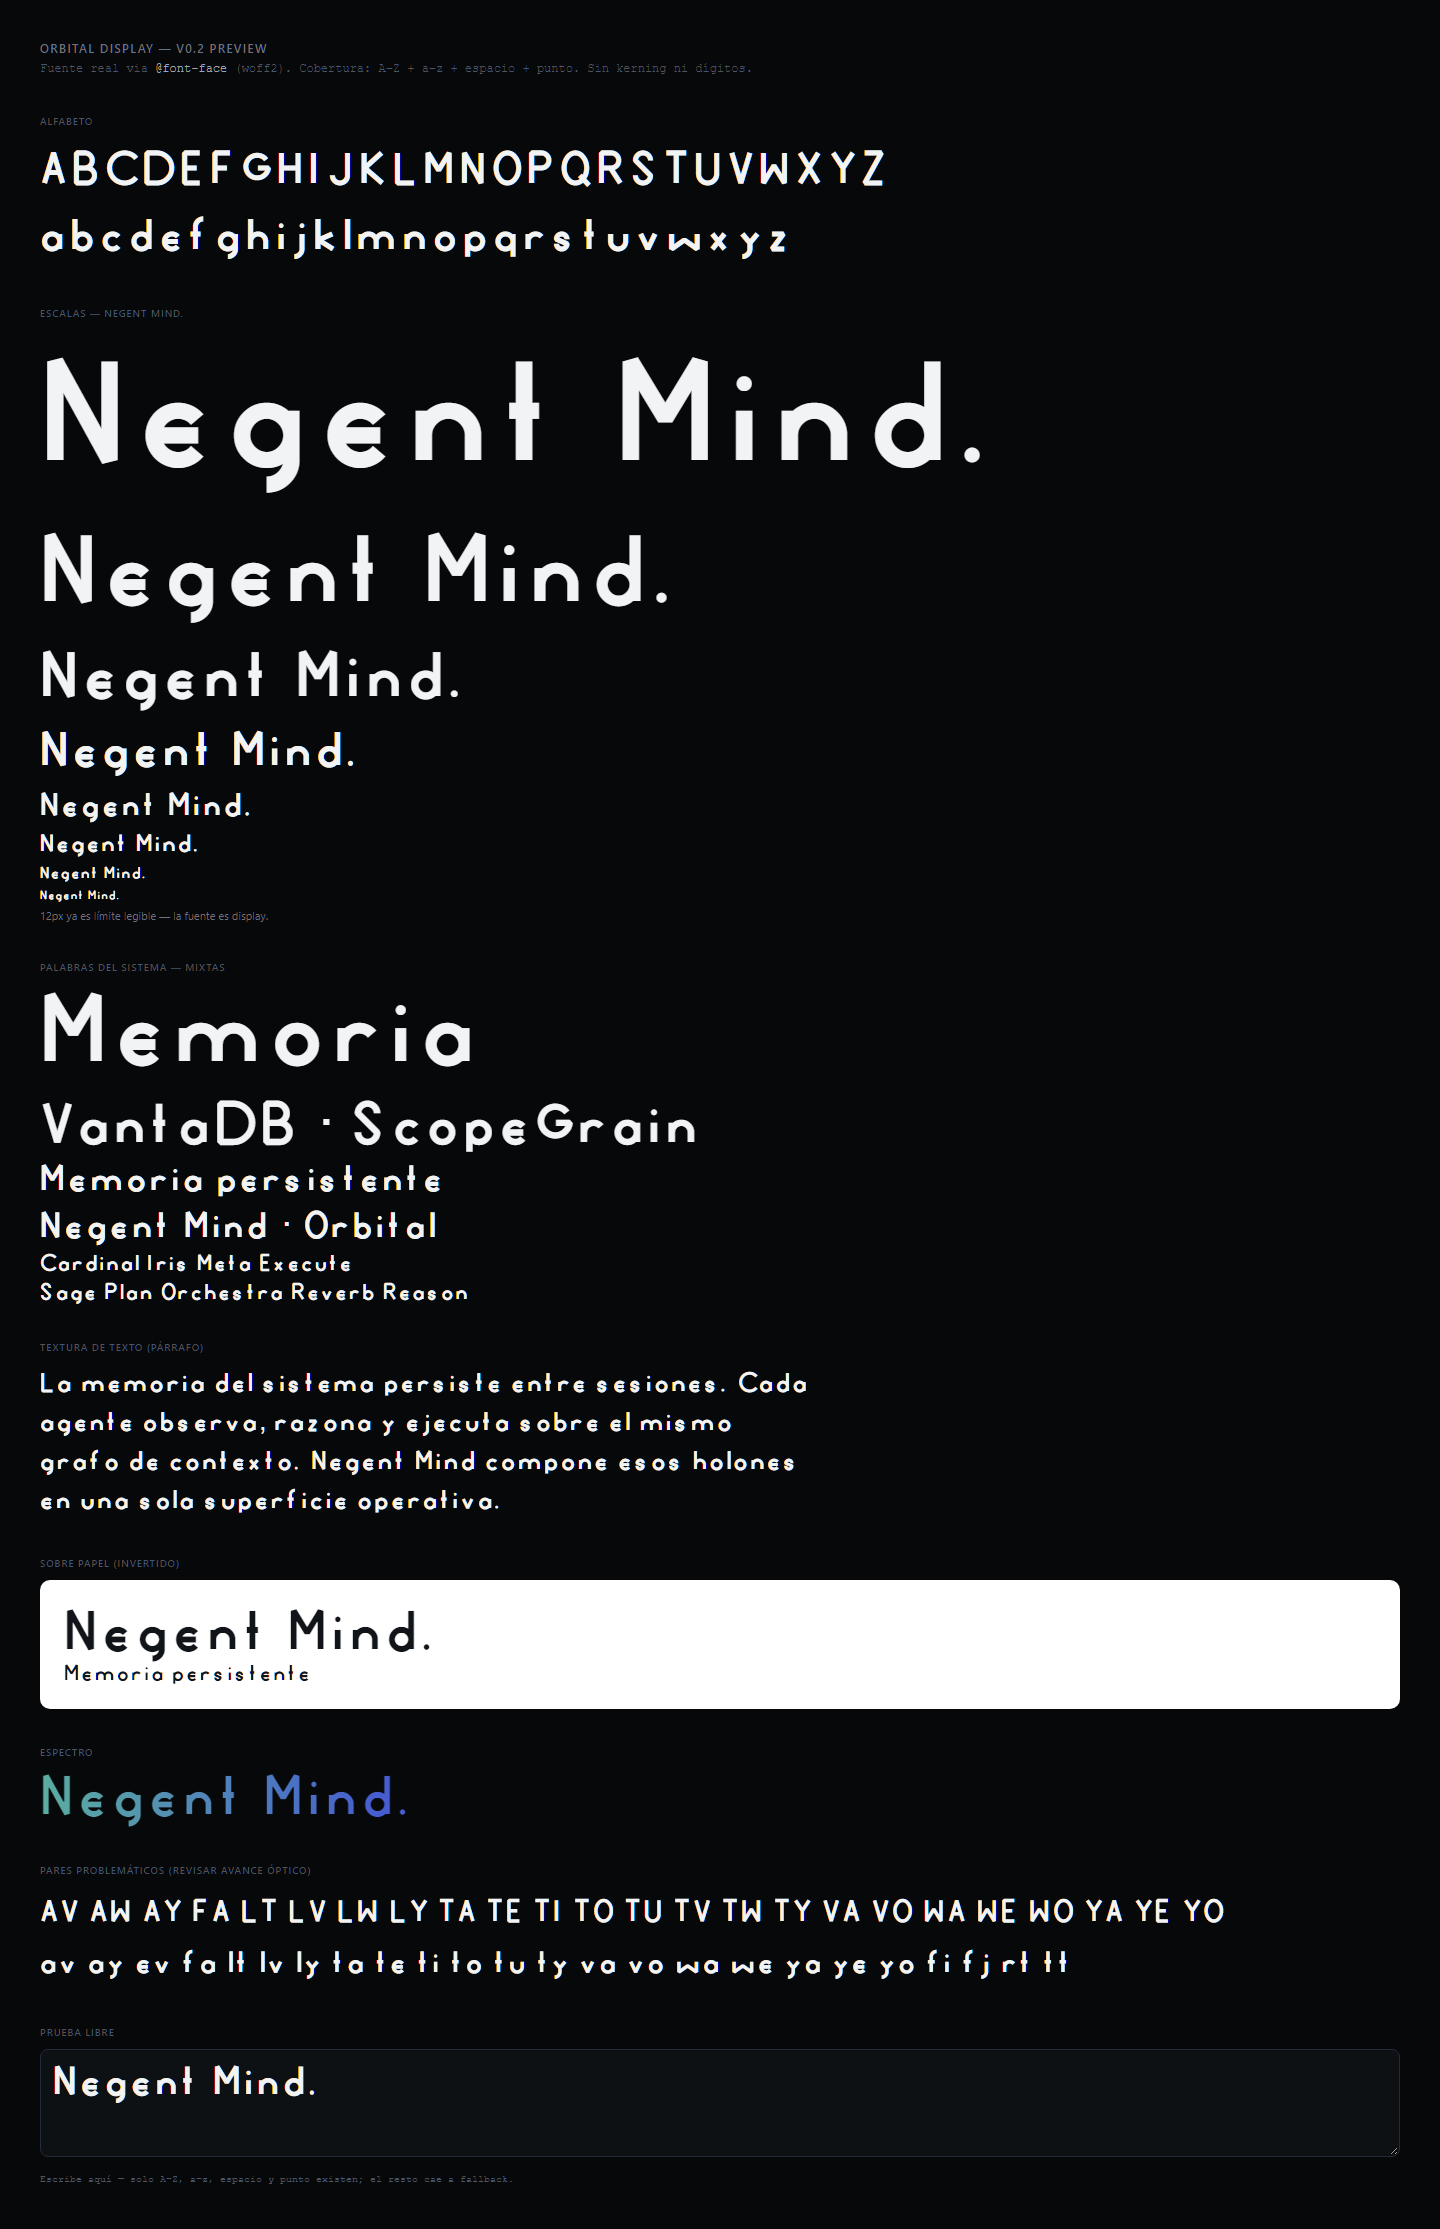 ORBITAL DISPLAY — V0.2 PREVIEW
Fuente real via @font-face (woff2). Cobertura: A–Z + a–z + espacio + punto. Sin kerning ni dígitos.
ALFABETO
ABCDEFGHIJKLMNOPQRSTUVWXYZ
abcdefghijklmnopqrstuvwxyz
ESCALAS — NEGENT MIND.
Negent Mind.
Negent Mind.
Negent Mind.
Negent Mind.
Negent Mind.
Negent Mind.
Negent Mind.
Negent Mind.
12px ya es límite legible — la fuente es display.
PALABRAS DEL SISTEMA — MIXTAS
Memoria
VantaDB · ScopeGrain
Memoria persistente
Negent Mind · Orbital
Cardinal Iris Meta Execute
Sage Plan Orchestra Reverb Reason
TEXTURA DE TEXTO (PÁRRAFO)
La memoria del sistema persiste entre sesiones. Cada
agente observa, razona y ejecuta sobre el mismo
grafo de contexto. Negent Mind compone esos holones
en una sola superficie operativa.
SOBRE PAPEL (INVERTIDO)
Negent Mind.
Memoria persistente
ESPECTRO
Negent Mind.
PARES PROBLEMÁTICOS (REVISAR AVANCE ÓPTICO)
AV AW AY FA LT LV LW LY TA TE TI TO TU TV TW TY VA VO WA WE WO YA YE YO
av ay ev fa lt lv ly ta te ti to tu ty va vo wa we ya ye yo fi fj rt tt
PRUEBA LIBRE
Negent Mind.
Escribe aquí — solo A–Z, a–z, espacio y punto existen; el resto cae a fallback.